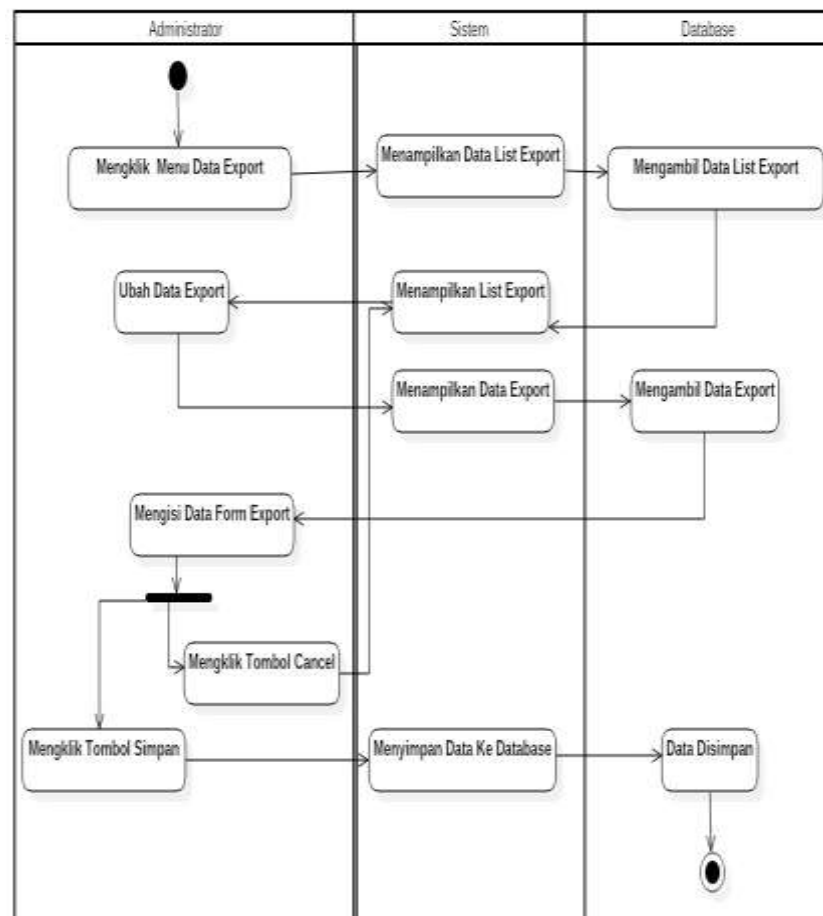 Administrator
Sistem
Database
Mengklik Menu Data Export
Menampilkan Data List Export
Mengambil Data List Export
Ubah Data Export
Menampilkan List Export
Menampilkan Data Export
Mengambil Data Export
Mengisi Data Form Export
Mengklik Tombol Cancel
Mengklik Tombol Simpan
Menyimpan Data Ke Database
Data Disimpan